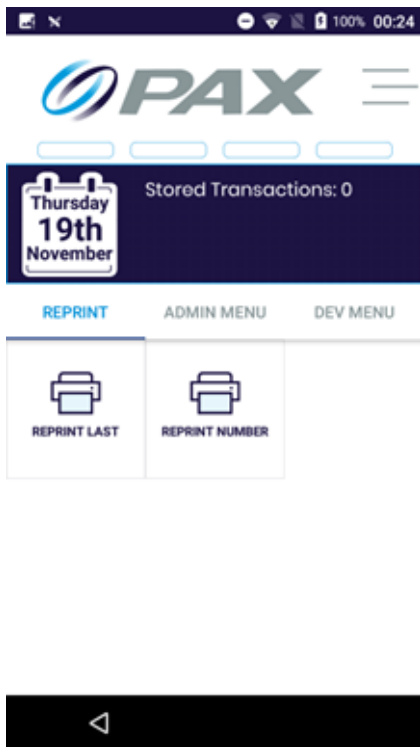 100% 00:24
PAX
Thursday
19th
November
Stored Transactions: 0
REPRINT
ADMIN MENU
DEV MENU
REPRINT LAST
REPRINT NUMBER